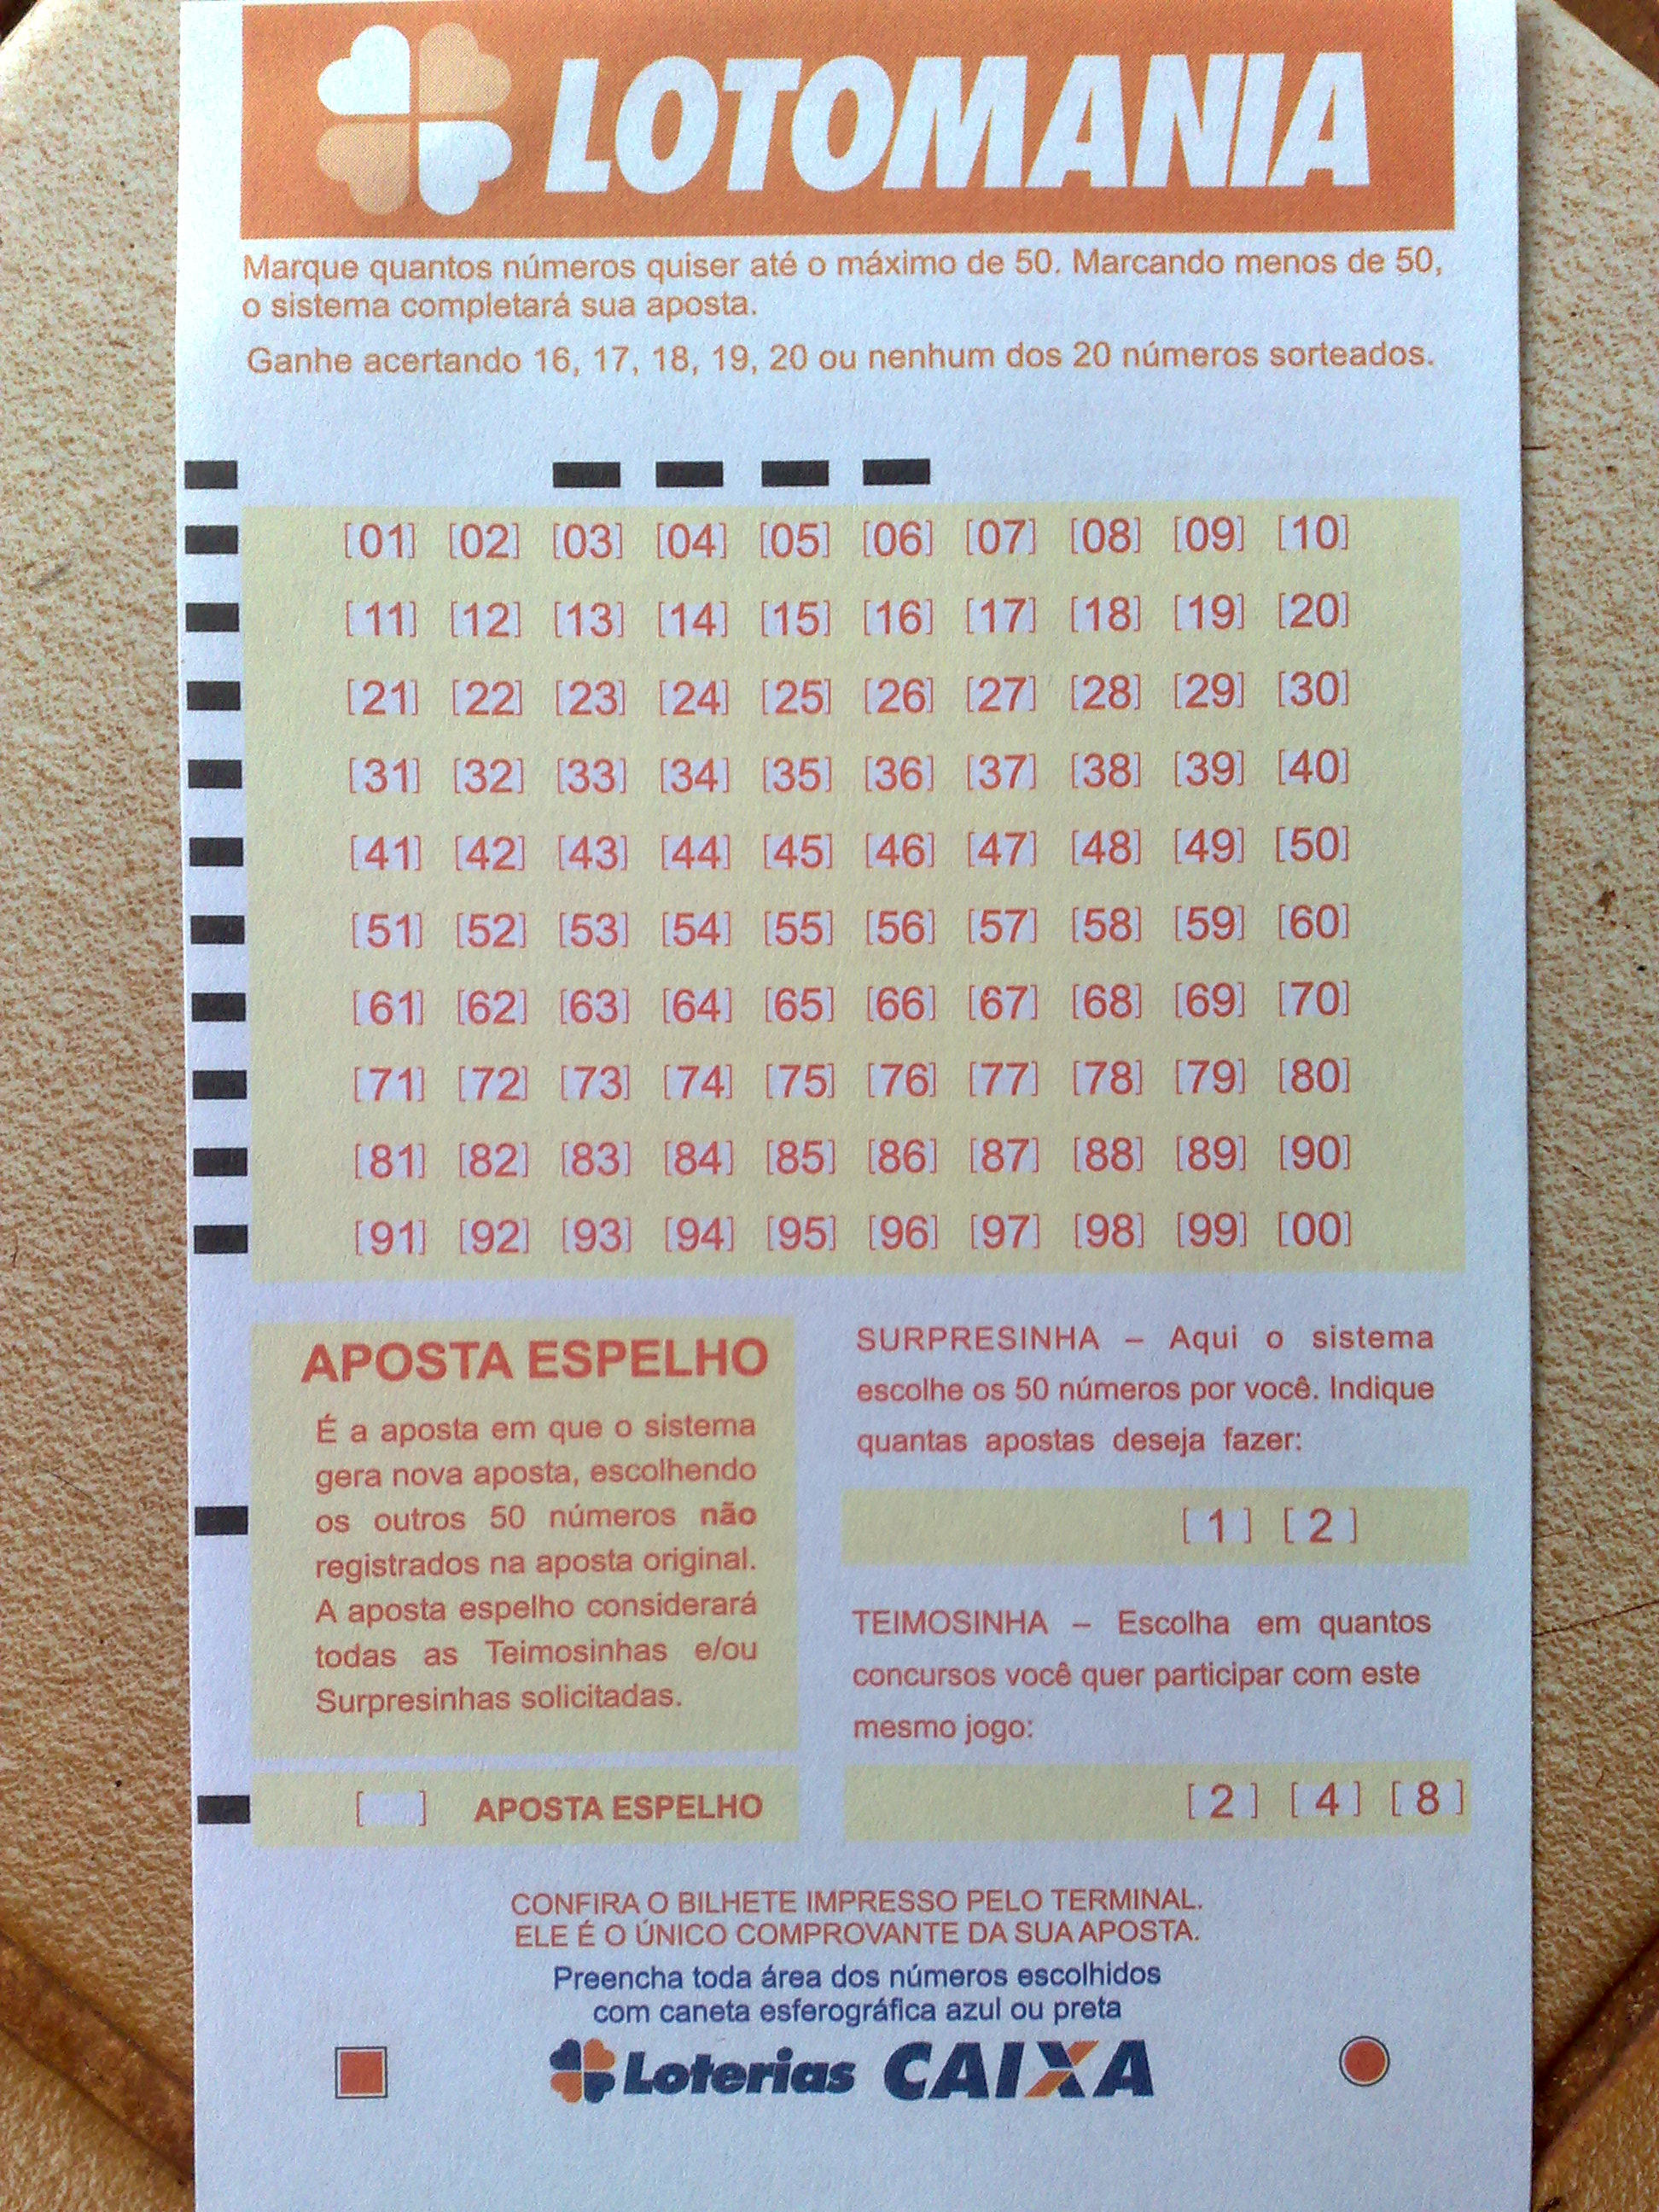 LOTOMANIA
Marque quantos números quiser até o máximo de 50. Marcando menos de 50,
o sistema completará sua aposta.
Ganhe acertando 16, 17, 18, 19, 20 ou nenhum dos 20 números sorteados.
[01] [02] [03] [04] [05] [06] [07] [08] [09] [10]
[11] [12] [13] [14] [15] [16] [17] [18] [19] [20]
[21] [22] [23] [24] [25] [26] [27] [28] [29] [30]
[31] [32] [33] [34] [35] [36] [37] [38] [39] [40]
[41] [42] [43] [44] [45] [46] [47] [48] [49] [50]
[51] [52] [53] [54] [55] [56] [57] [58] [59] [60]
[61] [62] [63] [64] [65] [66] [67] [68] [69] [70]
[71] [72] [73] [74] [75] [76] [77] [78] [79] [80]
[81] [82] [83] [84] [85] [86] [87] [88] [89] [90]
[91] [92] [93] [94] [95] [96] [97] [98] [99] [00]
APOSTA ESPELHO
É a aposta em que o sistema
gera nova aposta, escolhendo
os outros 50 números não
registrados na aposta original.
A aposta espelho considerará
todas as Teimosinhas e/ou
Surpresinhas solicitadas.
[ ] APOSTA ESPELHO
SURPRESINHA – Aqui o sistema
escolhe os 50 números por você. Indique
quantas apostas deseja fazer:
[ 1 ] [ 2 ]
TEIMOSINHA – Escolha em quantos
concursos você quer participar com este
mesmo jogo:
[ 2 ] [ 4 ] [ 8 ]
CONFIRA O BILHETE IMPRESSO PELO TERMINAL.
ELE É O ÚNICO COMPROVANTE DA SUA APOSTA.
Preencha toda área dos números escolhidos
com caneta esferográfica azul ou preta
Loterias CAIXA